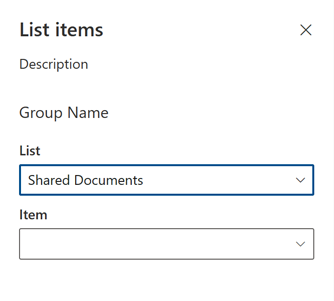 List items
Description
Group Name
List
Shared Documents
Item